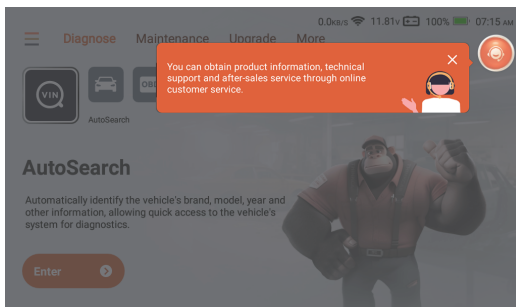 0.0KB/S 11.81V 100% 07:15 AM
Diagnose Maintenance Upgrade More
You can obtain product information, technical
support and after-sales service through online
customer service.
VIN
OBD
AutoSearch
AutoSearch
Automatically identify the vehicle's brand, model, year and
other information, allowing quick access to the vehicle's
system for diagnostics.
Enter